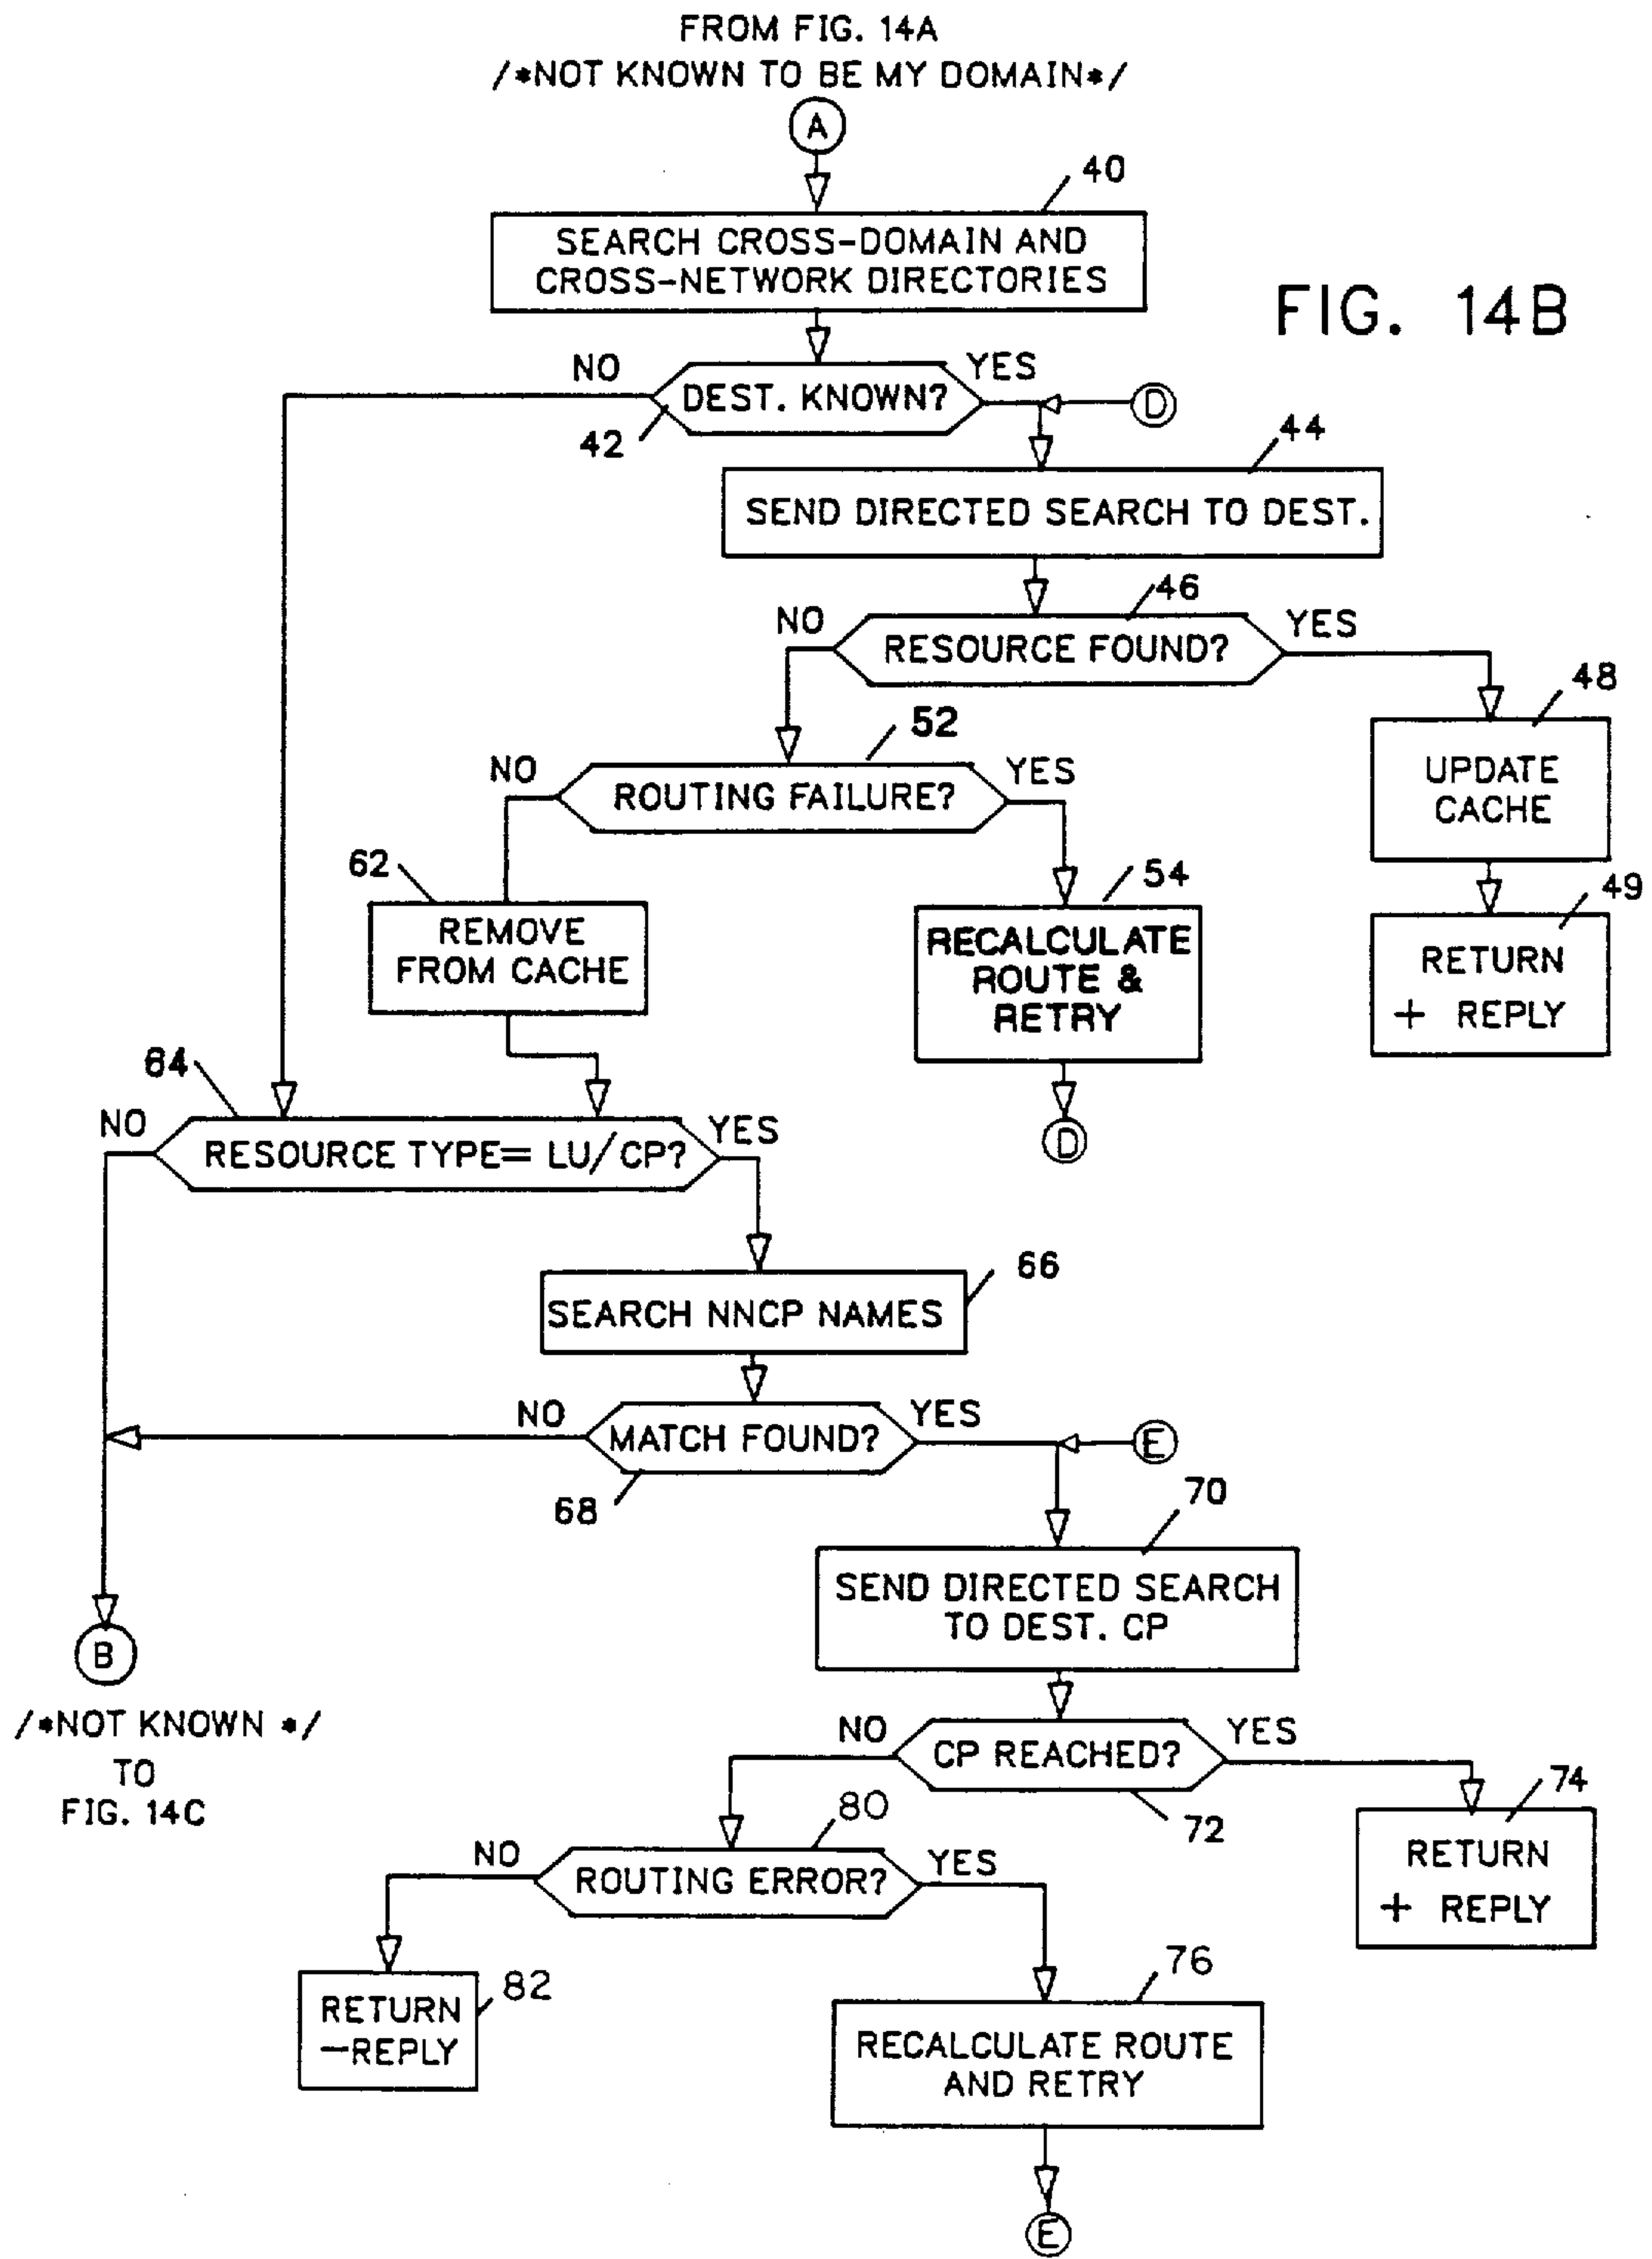 FROM FIG. 14A
/*NOT KNOWN TO BE MY DOMAIN*/
A
40
SEARCH CROSS-DOMAIN AND
CROSS-NETWORK DIRECTORIES
FIG. 14B
NO
DEST. KNOWN?
YES
D
42
44
SEND DIRECTED SEARCH TO DEST.
46
NO
RESOURCE FOUND?
YES
48
UPDATE
CACHE
52
NO
ROUTING FAILURE?
YES
49
RETURN
+ REPLY
62
REMOVE
FROM CACHE
54
RECALCULATE
ROUTE &
RETRY
D
64
NO
RESOURCE TYPE= LU/CP?
YES
66
SEARCH NNCP NAMES
NO
MATCH FOUND?
YES
E
68
70
SEND DIRECTED SEARCH
TO DEST. CP
B
/*NOT KNOWN */
TO
FIG. 14C
NO
CP REACHED?
YES
72
74
RETURN
+ REPLY
80
NO
ROUTING ERROR?
YES
82
RETURN
-REPLY
76
RECALCULATE ROUTE
AND RETRY
E